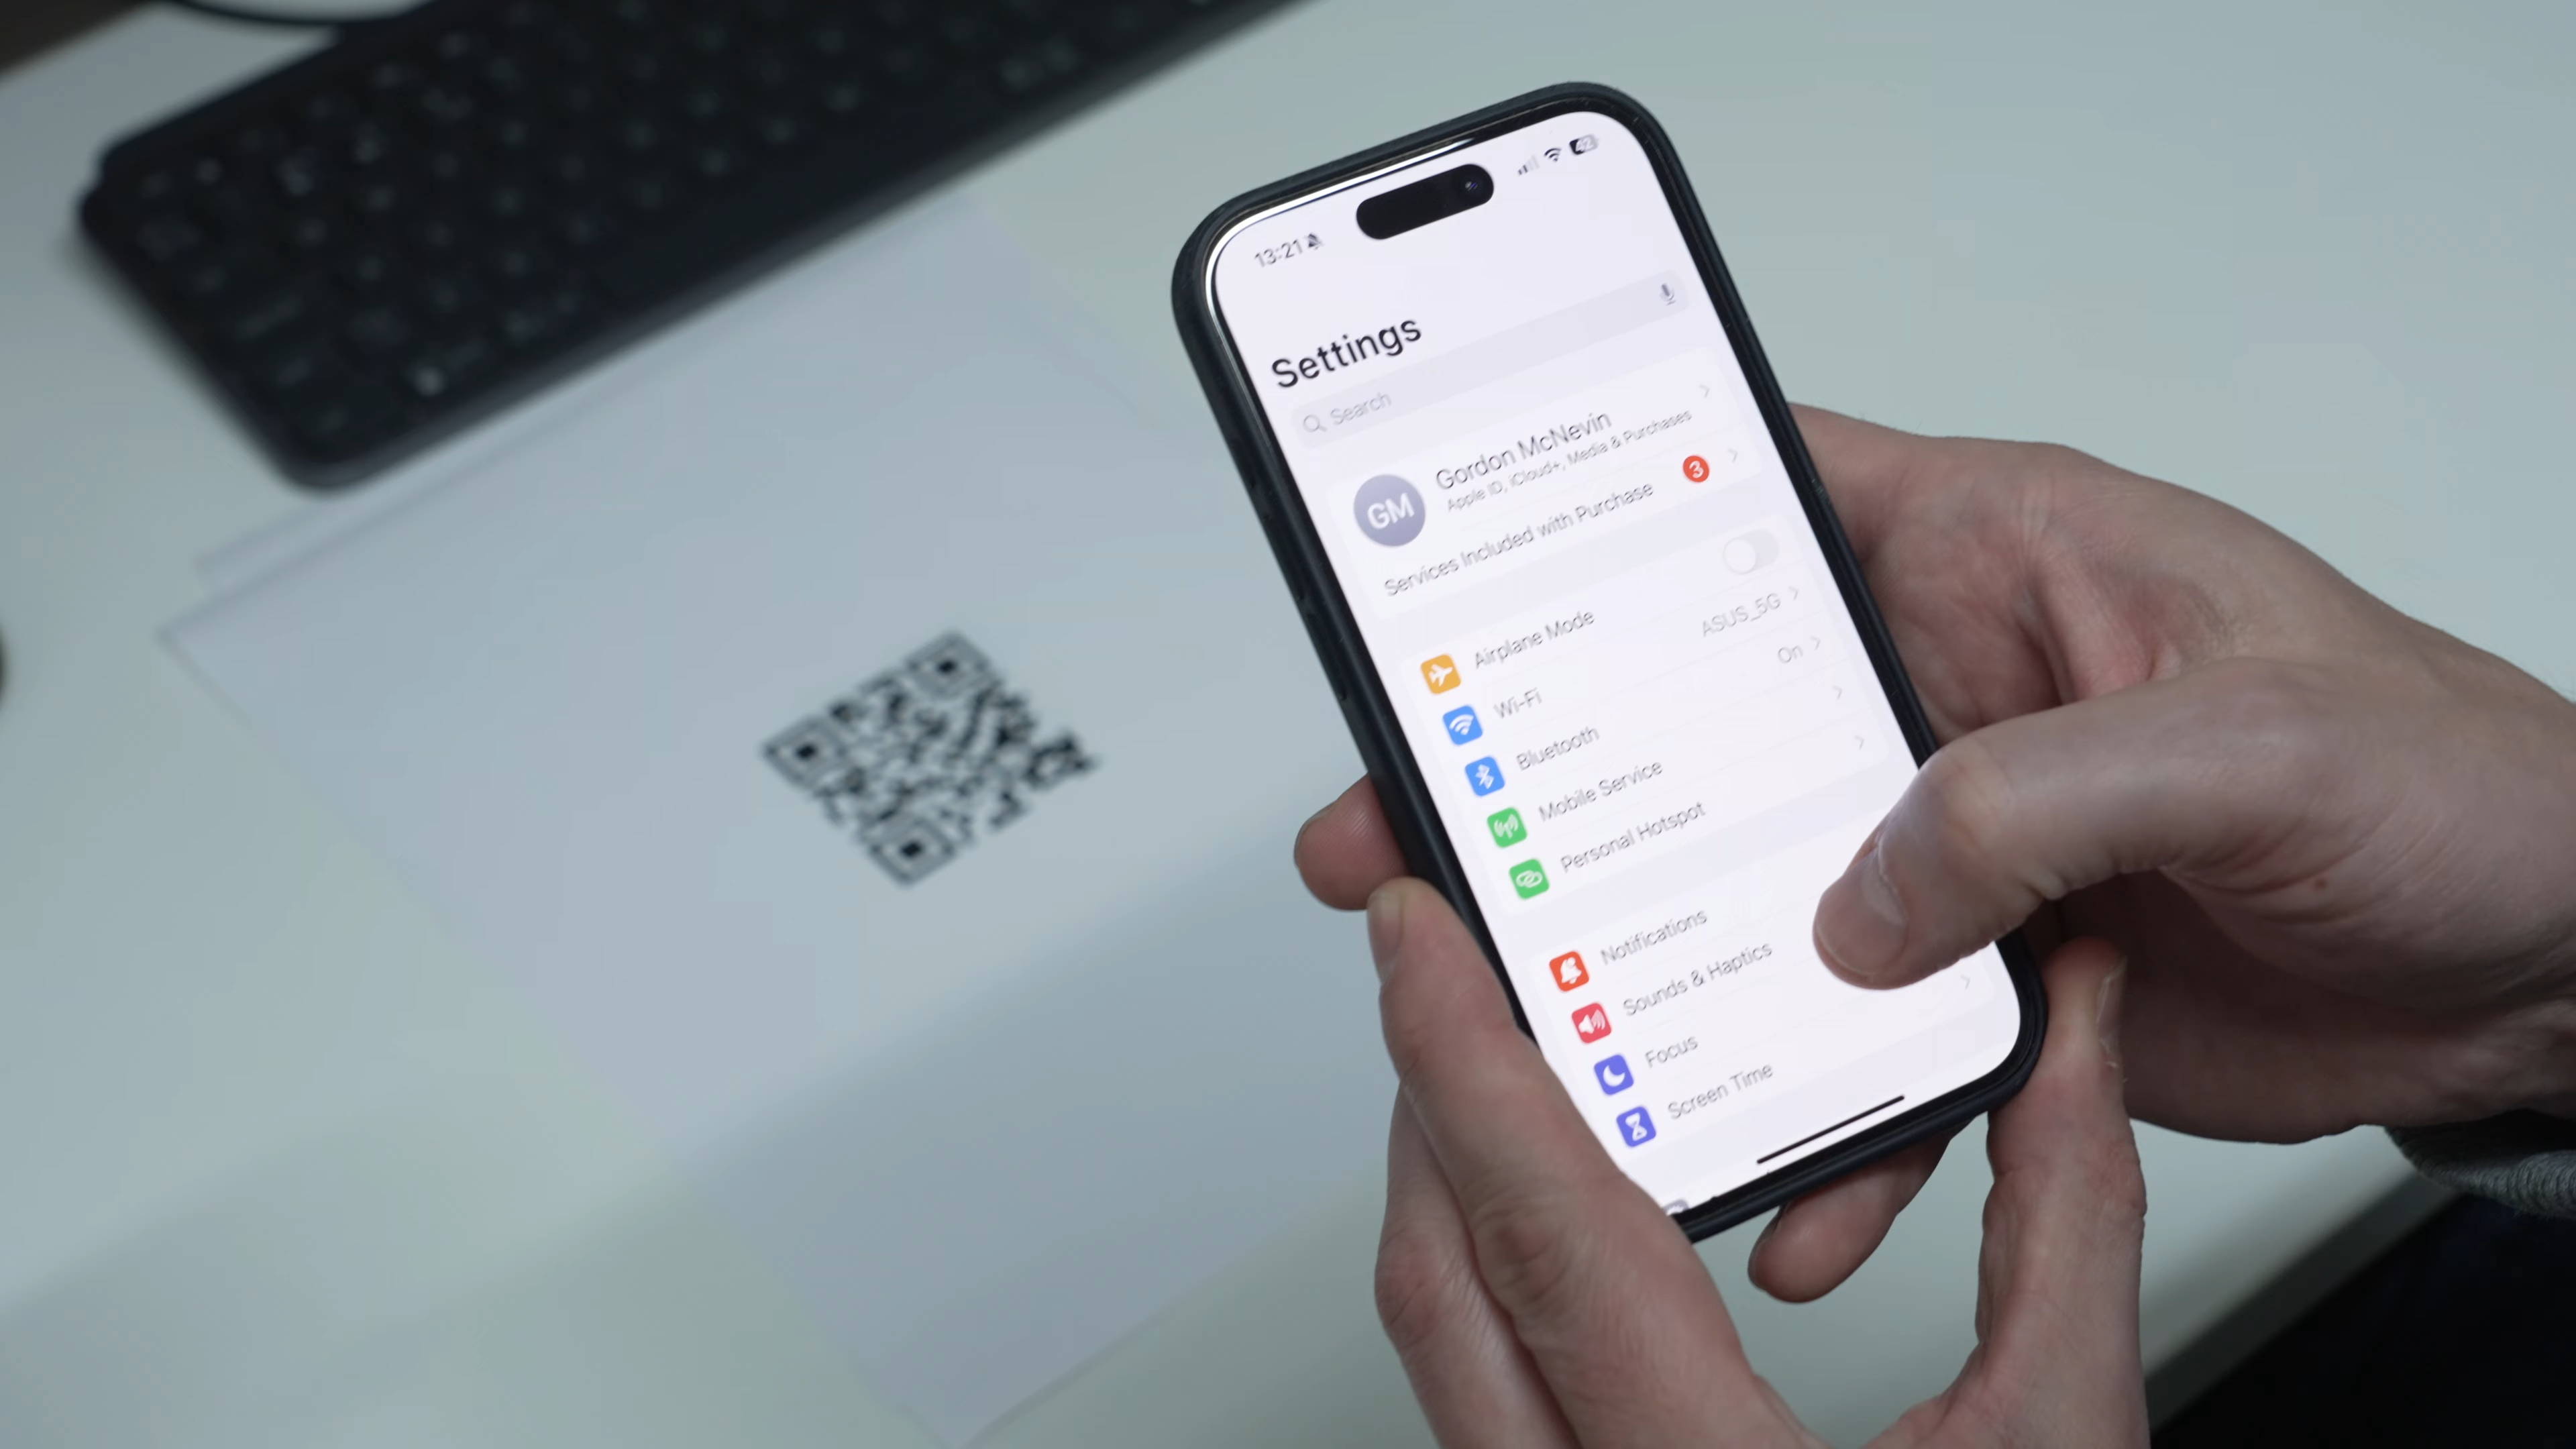 13:21
42
Settings
Search
Gordon McNevin
Apple ID, iCloud+, Media & Purchases
GM
Services Included with Purchase
3
Airplane Mode
Wi-Fi
ASUS_5G
Bluetooth
On
Mobile Service
Personal Hotspot
Notifications
Sounds & Haptics
Focus
Screen Time